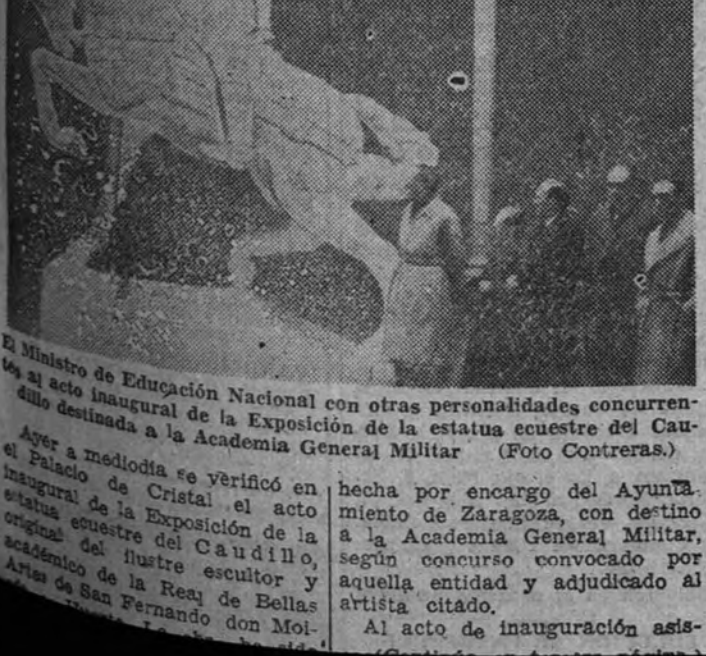 El Ministro de Educación Nacional con otras personalidades concurren-
tes al acto inaugural de la Exposición de la estatua ecuestre del Cau-
dillo destinada a la Academia General Militar (Foto Contreras.)
Ayer a mediodía se verificó en
el Palacio de Cristal el acto
inaugural de la Exposición de la
estatua ecuestre del Caudillo,
original del ilustre escultor y
académico de la Real de Bellas
Artes de San Fernando don Moi-
hecha por encargo del Ayunta-
miento de Zaragoza, con destino
a la Academia General Militar,
según concurso convocado por
aquella entidad y adjudicado al
artista citado.
Al acto de inauguración asis-
(Continúa en tercera página.)